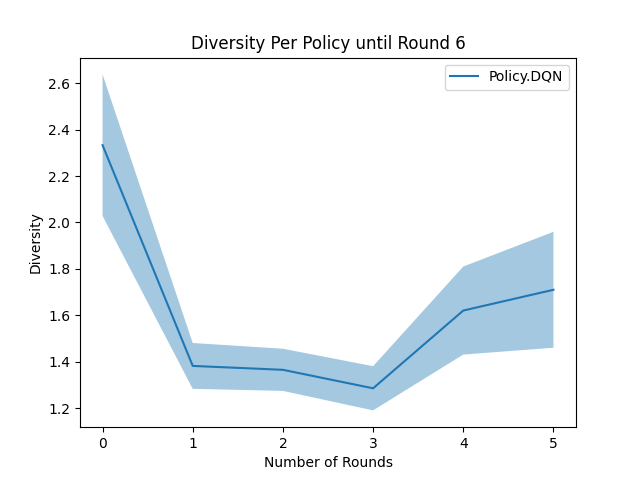 Diversity Per Policy until Round 6
Policy.DQN
2.6
2.4
2.2
2.0
1.8
1.6
1.4
1.2
Diversity
0 1 2 3 4 5
Number of Rounds